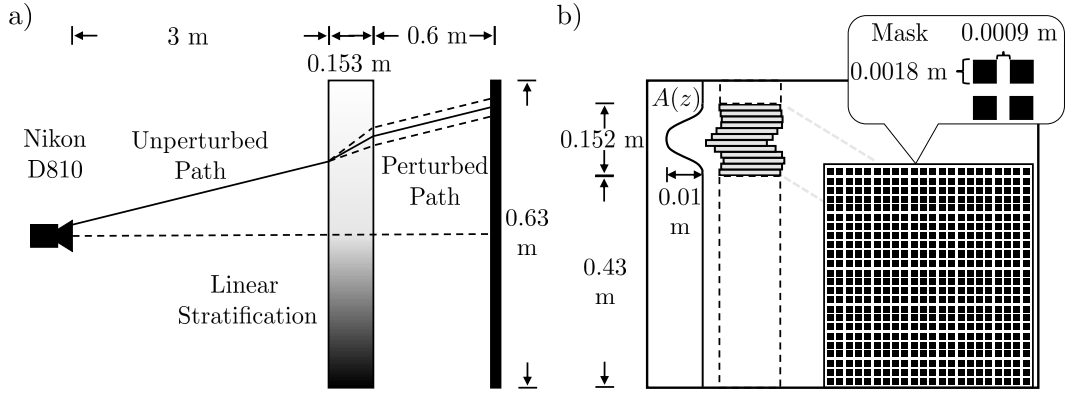 a)
3 m
0.6 m
0.153 m
Nikon
D810
Unperturbed
Path
Perturbed
Path
0.63
m
Linear
Stratification
b)
Mask
0.0009 m
0.0018 m
A(z)
0.152 m
0.01
m
0.43
m